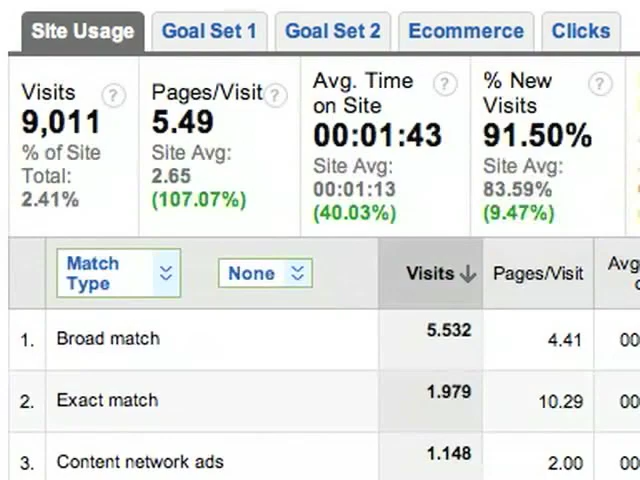 Site Usage Goal Set 1 Goal Set 2 Ecommerce Clicks
Visits ? Pages/Visit ? Avg. Time on Site ? % New Visits ?
9,011 5.49 00:01:43 91.50%
% of Site Total: 2.41% Site Avg: 2.65 (107.07%) Site Avg: 00:01:13 (40.03%) Site Avg: 83.59% (9.47%)
Match Type None Visits Pages/Visit Avg
1. Broad match 5.532 4.41 00
2. Exact match 1.979 10.29 00
3. Content network ads 1.148 2.00 00